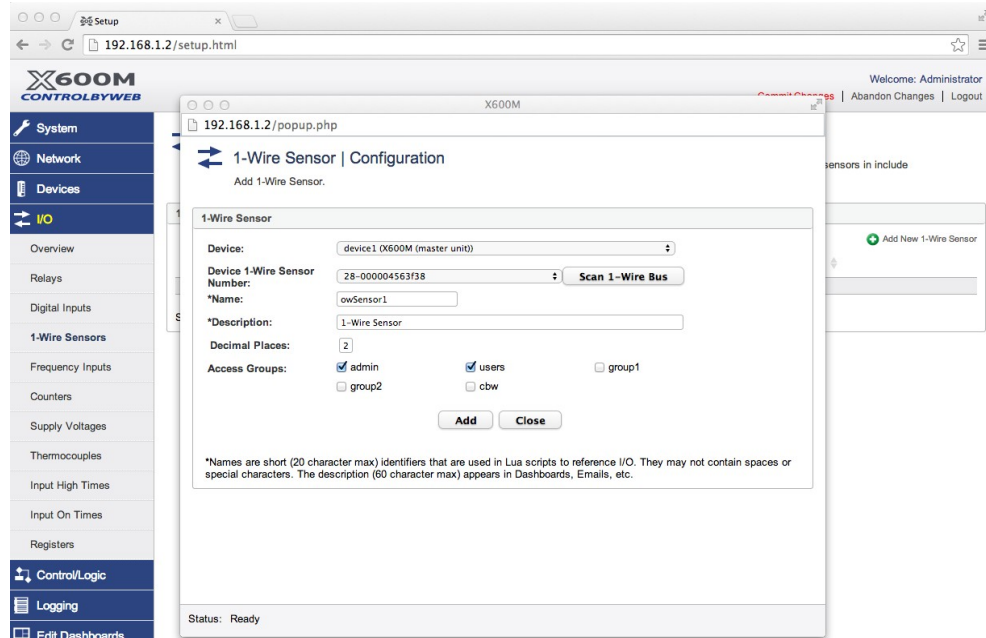 Setup
192.168.1.2/setup.html
X600M
CONTROLBYWEB
Welcome: Administrator
Commit Changes | Abandon Changes | Logout
System
Network
Devices
I/O
Overview
Relays
Digital Inputs
1-Wire Sensors
Frequency Inputs
Counters
Supply Voltages
Thermocouples
Input High Times
Input On Times
Registers
Control/Logic
Logging
Edit Dashboards
sensors in include
Add New 1-Wire Sensor
X600M
192.168.1.2/popup.php
1-Wire Sensor | Configuration
Add 1-Wire Sensor.
1-Wire Sensor
Device: device1 (X600M (master unit))
Device 1-Wire Sensor
Number: 28-000004563f38 Scan 1-Wire Bus
*Name: owSensor1
*Description: 1-Wire Sensor
Decimal Places: 2
Access Groups: admin users group1
group2 cbw
Add Close
*Names are short (20 character max) identifiers that are used in Lua scripts to reference I/O. They may not contain spaces or
special characters. The description (60 character max) appears in Dashboards, Emails, etc.
Status: Ready